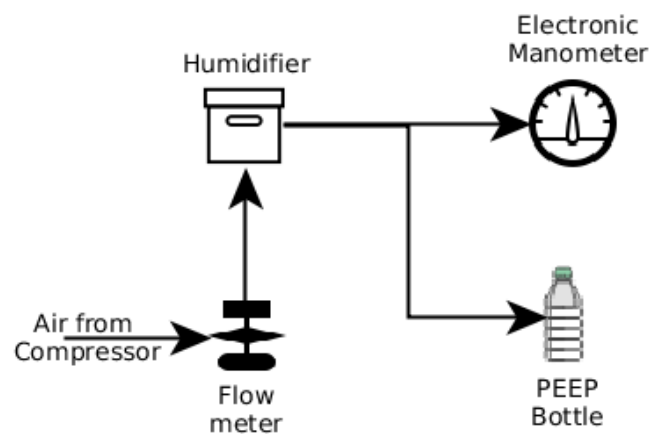 Electronic
Manometer
Humidifier
Air from
Compressor
Flow
meter
PEEP
Bottle